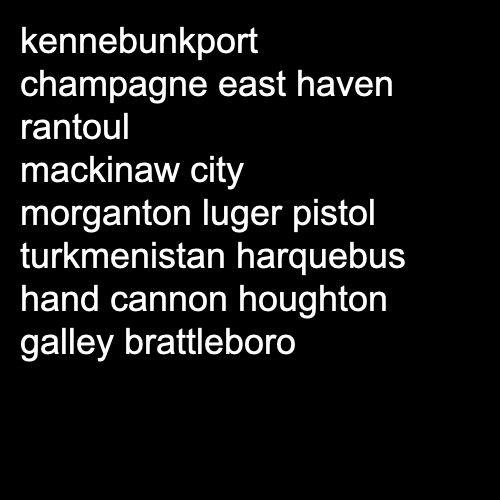 kennebunkport
champagne east haven
rantoul
mackinaw city
morganton luger pistol
turkmenistan harquebus
hand cannon houghton
galley brattleboro